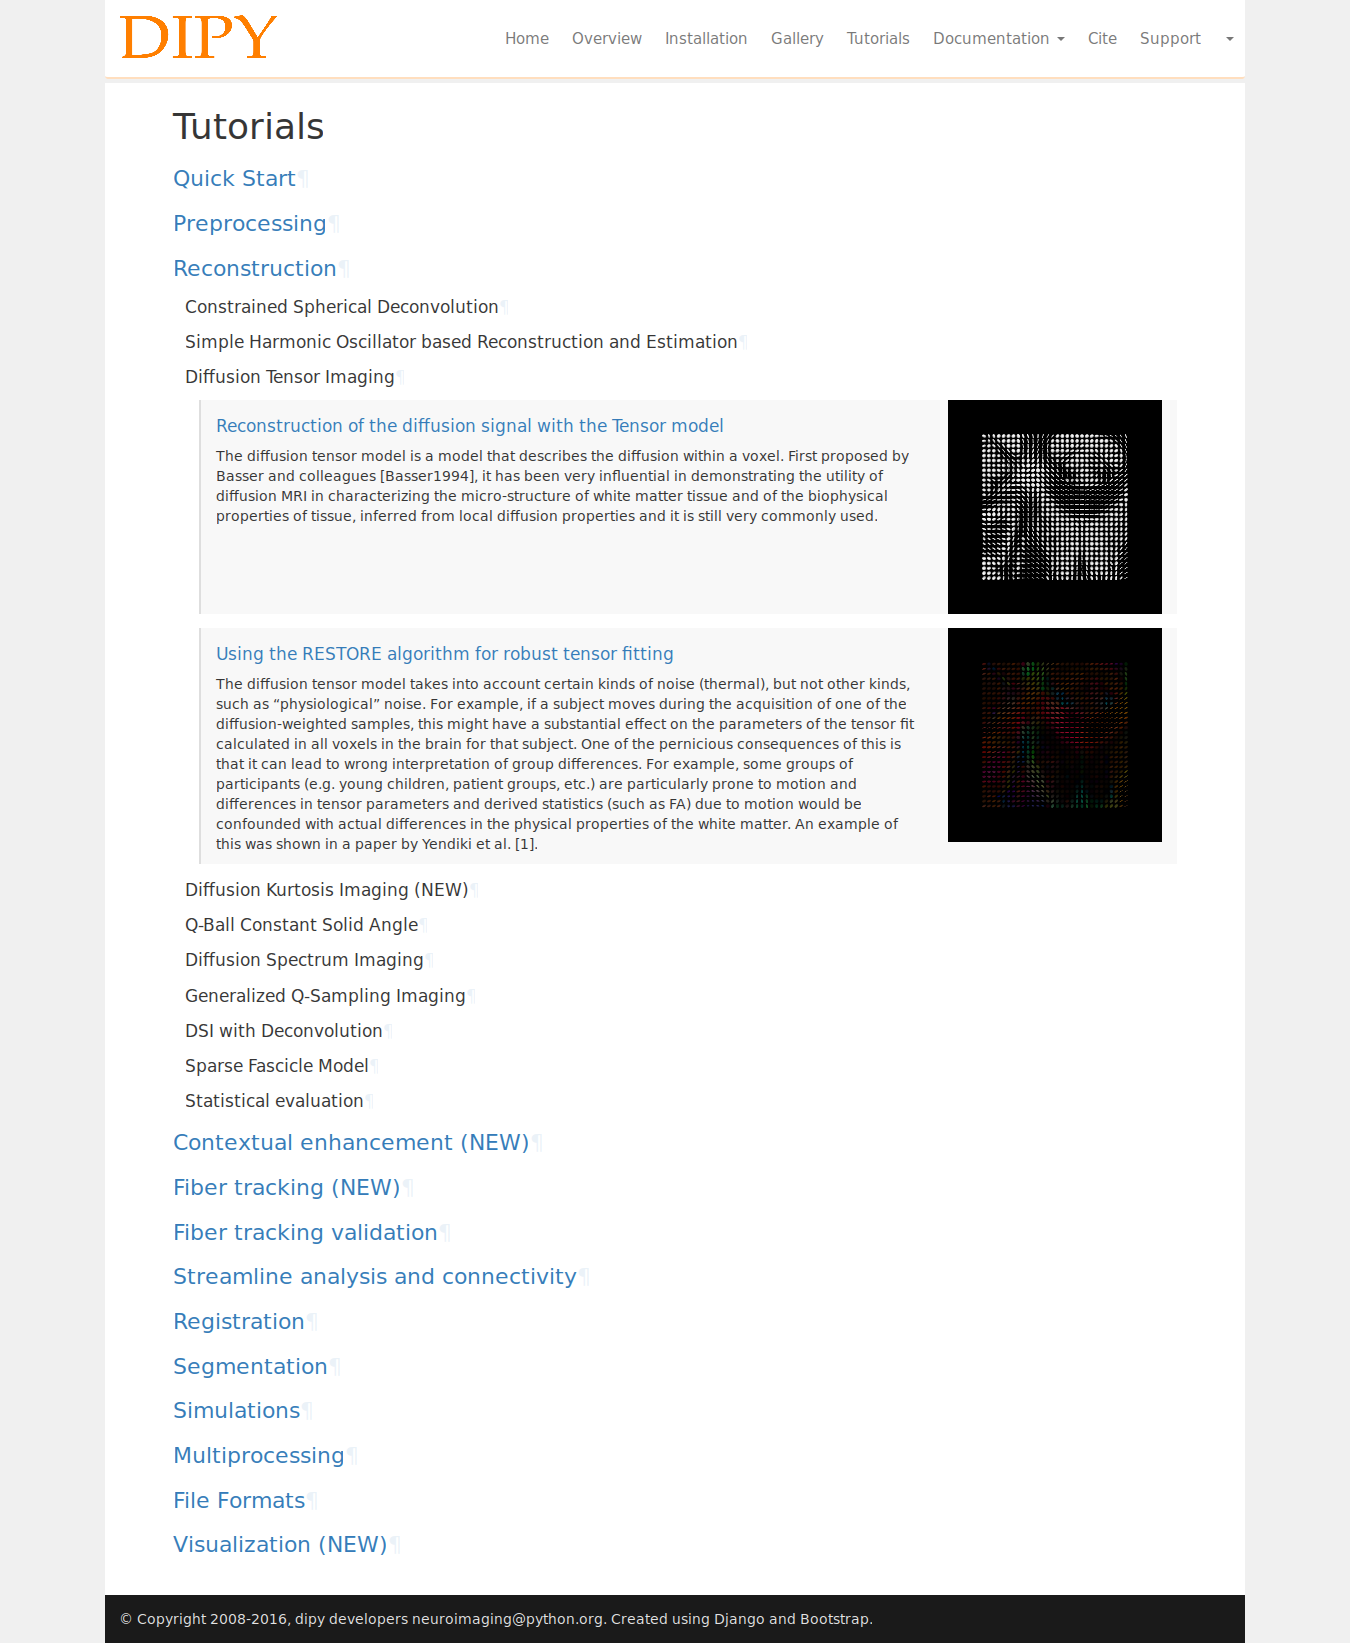 DIPY
Home Overview Installation Gallery Tutorials Documentation Cite Support
Tutorials
Quick Start¶
Preprocessing¶
Reconstruction¶
Constrained Spherical Deconvolution¶
Simple Harmonic Oscillator based Reconstruction and Estimation¶
Diffusion Tensor Imaging¶
Reconstruction of the diffusion signal with the Tensor model
The diffusion tensor model is a model that describes the diffusion within a voxel. First proposed by
Basser and colleagues [Basser1994], it has been very influential in demonstrating the utility of
diffusion MRI in characterizing the micro-structure of white matter tissue and of the biophysical
properties of tissue, inferred from local diffusion properties and it is still very commonly used.
Using the RESTORE algorithm for robust tensor fitting
The diffusion tensor model takes into account certain kinds of noise (thermal), but not other kinds,
such as “physiological” noise. For example, if a subject moves during the acquisition of one of the
diffusion-weighted samples, this might have a substantial effect on the parameters of the tensor fit
calculated in all voxels in the brain for that subject. One of the pernicious consequences of this is
that it can lead to wrong interpretation of group differences. For example, some groups of
participants (e.g. young children, patient groups, etc.) are particularly prone to motion and
differences in tensor parameters and derived statistics (such as FA) due to motion would be
confounded with actual differences in the physical properties of the white matter. An example of
this was shown in a paper by Yendiki et al. [1].
Diffusion Kurtosis Imaging (NEW)¶
Q-Ball Constant Solid Angle¶
Diffusion Spectrum Imaging¶
Generalized Q-Sampling Imaging¶
DSI with Deconvolution¶
Sparse Fascicle Model¶
Statistical evaluation¶
Contextual enhancement (NEW)¶
Fiber tracking (NEW)¶
Fiber tracking validation¶
Streamline analysis and connectivity¶
Registration¶
Segmentation¶
Simulations¶
Multiprocessing¶
File Formats¶
Visualization (NEW)¶
© Copyright 2008-2016, dipy developers neuroimaging@python.org. Created using Django and Bootstrap.